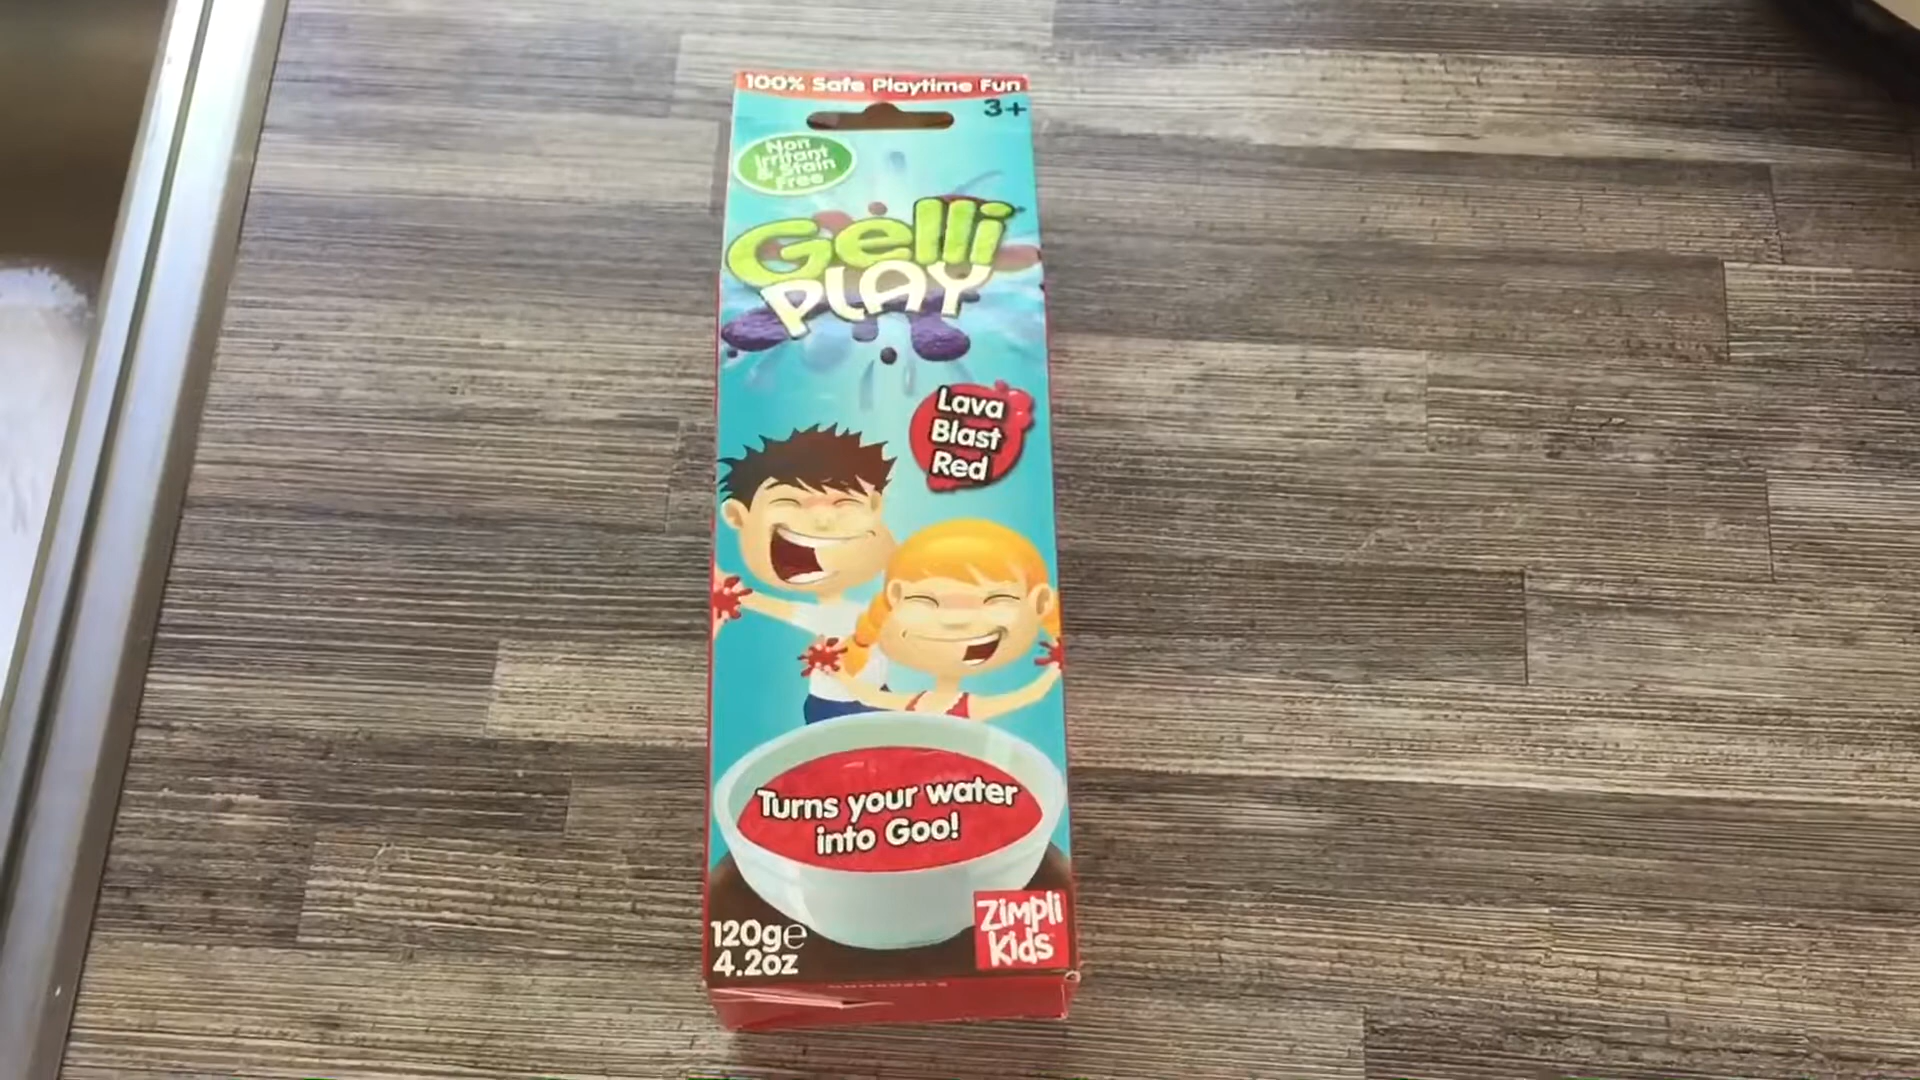 100% Safe Playtime Fun
3+
Non
Irritant
& Stain
Free
Gelli
PLAY
Lava
Blast
Red
Turns your water
into Goo!
120g℮
4.2oz
Zimpli
Kids